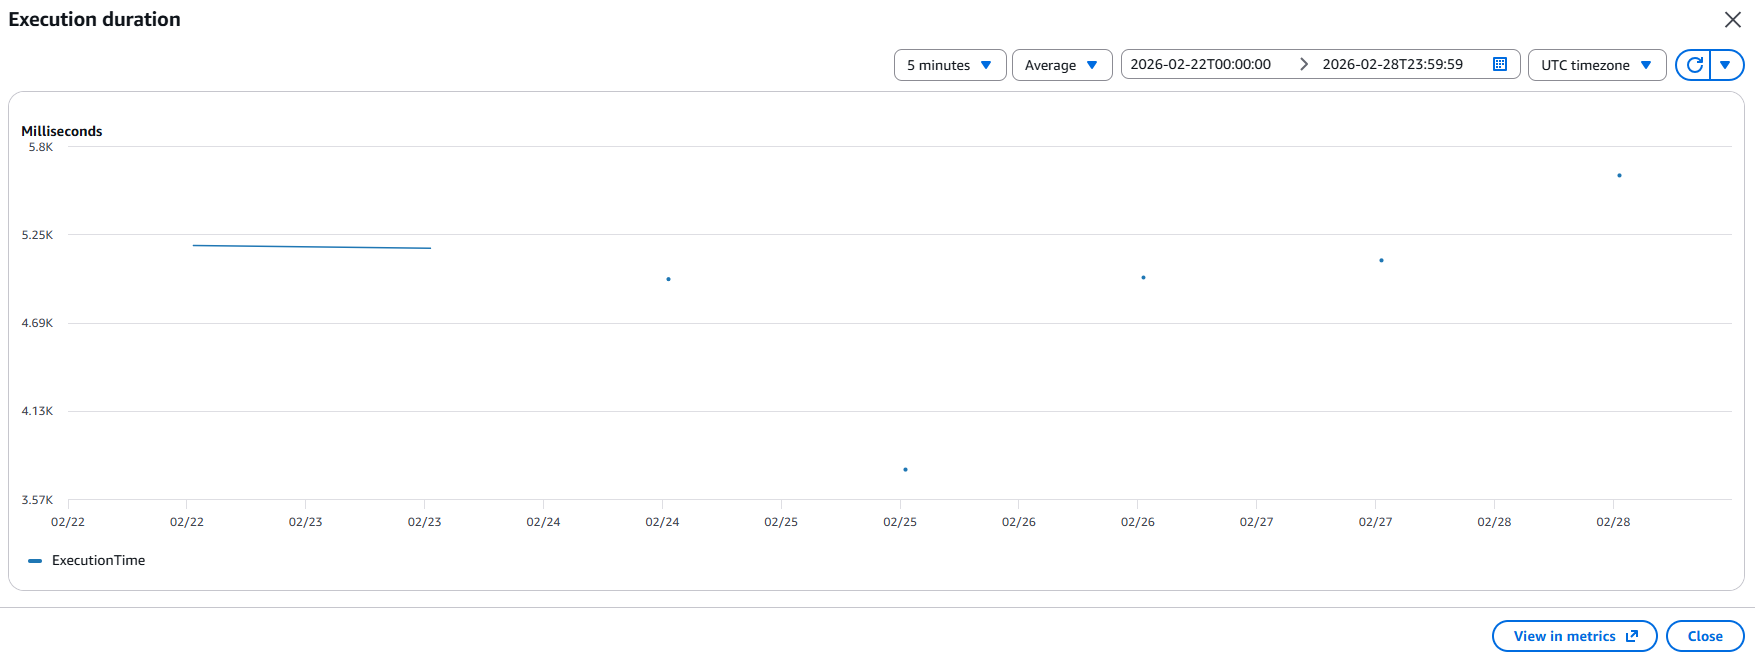 Execution duration
5 minutes Average 2026-02-22T00:00:00 2026-02-28T23:59:59 UTC timezone
Milliseconds
5.8K
5.25K
4.69K
4.13K
3.57K
02/22 02/22 02/23 02/23 02/24 02/24 02/25 02/25 02/26 02/26 02/27 02/27 02/28 02/28
ExecutionTime
View in metrics Close